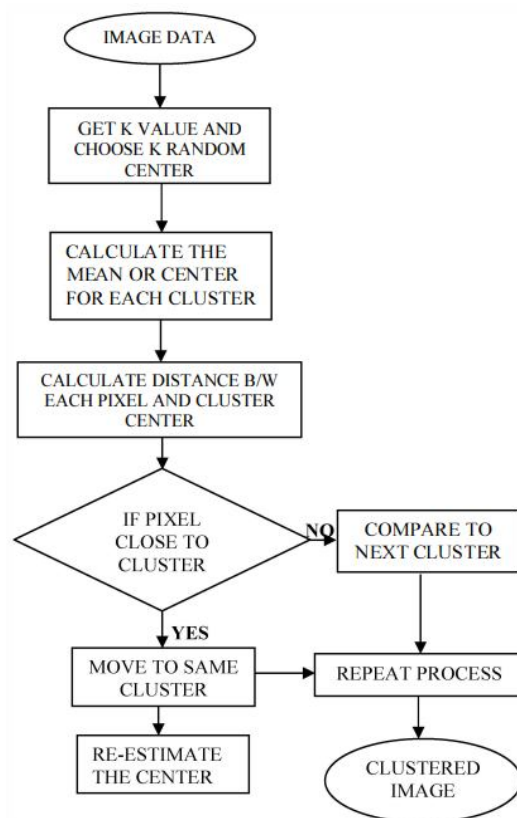 IMAGE DATA
GET K VALUE AND
CHOOSE K RANDOM
CENTER
CALCULATE THE
MEAN OR CENTER
FOR EACH CLUSTER
CALCULATE DISTANCE B/W
EACH PIXEL AND CLUSTER
CENTER
IF PIXEL
CLOSE TO
CLUSTER
NO
COMPARE TO
NEXT CLUSTER
YES
MOVE TO SAME
CLUSTER
REPEAT PROCESS
RE-ESTIMATE
THE CENTER
CLUSTERED
IMAGE